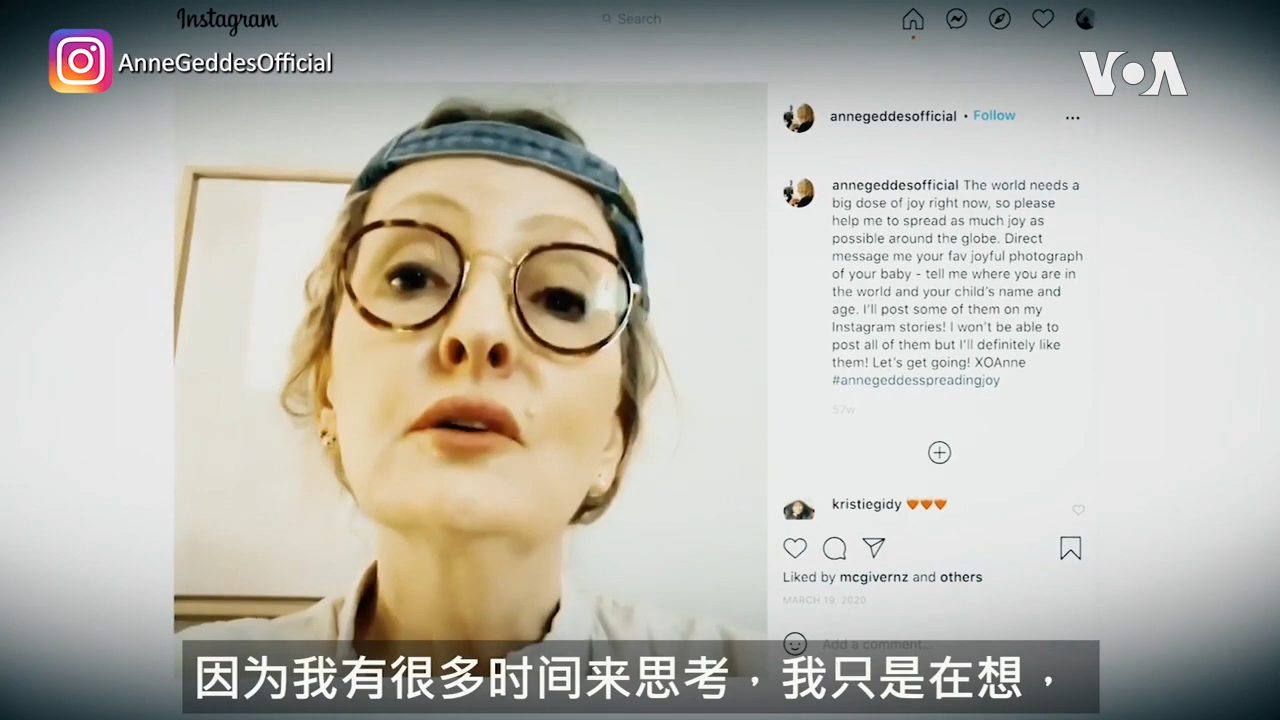 Instagram
Search
AnneGeddesOfficial
VOA
annegeddesofficial • Follow
annegeddesofficial The world needs a
big dose of joy right now, so please
help me to spread as much joy as
possible around the globe. Direct
message me your fav joyful photograph
of your baby - tell me where you are in
the world and your child's name and
age. I'll post some of them on my
Instagram stories! I won't be able to
post all of them but I'll definitely like
them! Let's get going! XOAnne
#annegeddesspreadingjoy
57w
kristiegidy 🧡🧡🧡
Liked by mcgivernz and others
MARCH 19, 2020
Add a comment...
因为我有很多时间来思考，我只是在想，